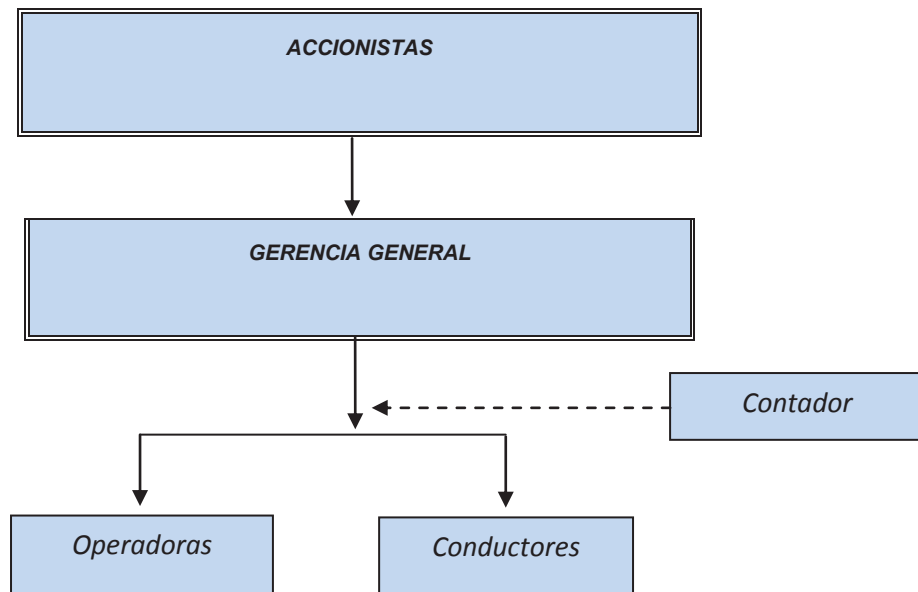 ACCIONISTAS
GERENCIA GENERAL
Contador
Operadoras
Conductores